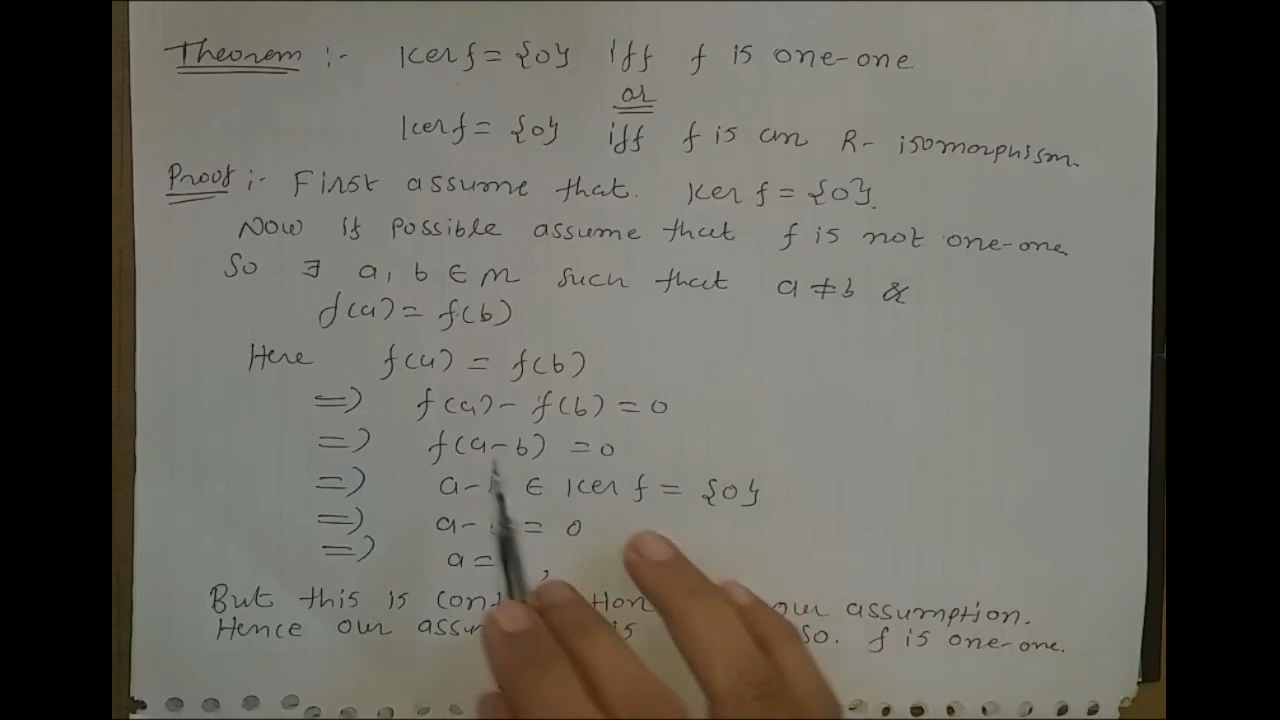 Theorem :- Ker f = {0} iff f is one-one
or
Ker f = {0} iff f is an R- isomorphism.
Proof :- First assume that. Ker f = {0}.
Now if possible assume that f is not one-one.
So ∃ a, b ∈ M such that a ≠ b &
f(a) = f(b)
Here f(a) = f(b)
=) f(a) - f(b) = 0
=) f(a-b) = 0
=) a- ∈ Ker f = {0}
=) a- = 0
=) a = ,
But this is our assumption.
Hence our is so. f is one-one.